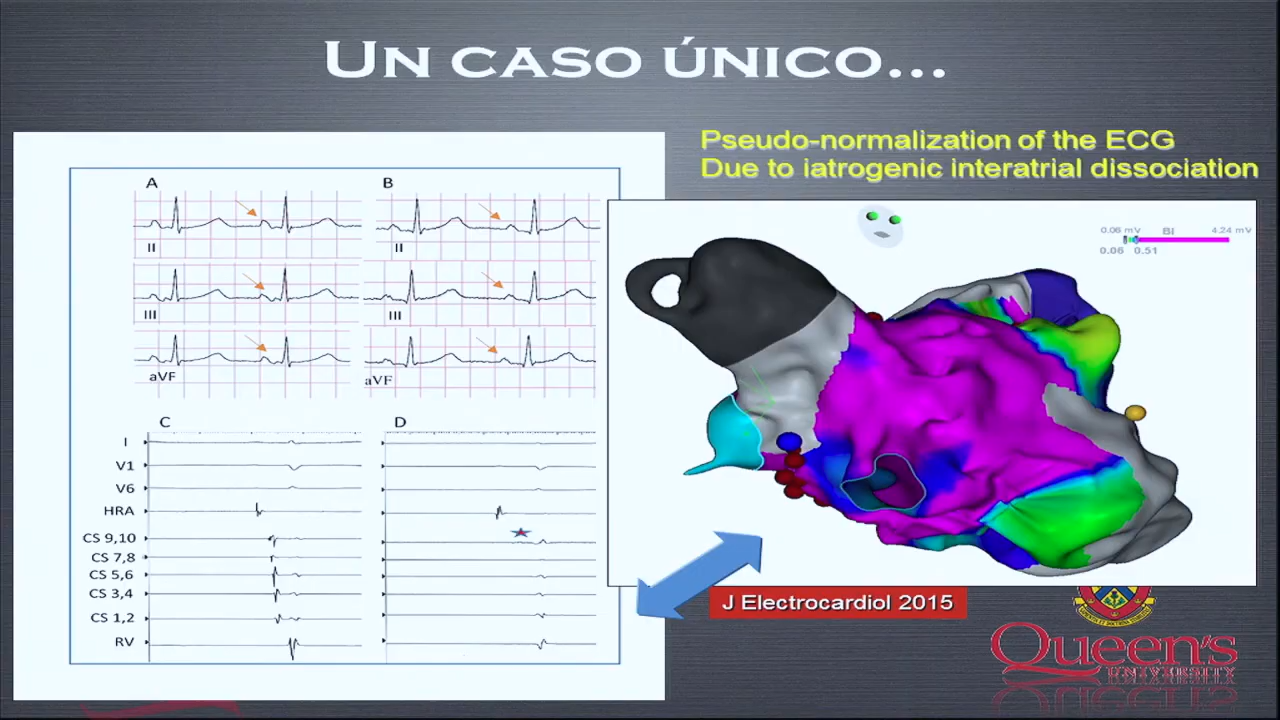 UN CASO ÚNICO...
Pseudo-normalization of the ECG
Due to iatrogenic interatrial dissociation
A
B
II
II
III
III
aVF
aVF
C
D
I
V1
V6
HRA
CS 9,10
CS 7,8
CS 5,6
CS 3,4
CS 1,2
RV
0.06 mV
BI
4.24 mV
0.06 0.51
J Electrocardiol 2015
Queen's
UNIVERSITY